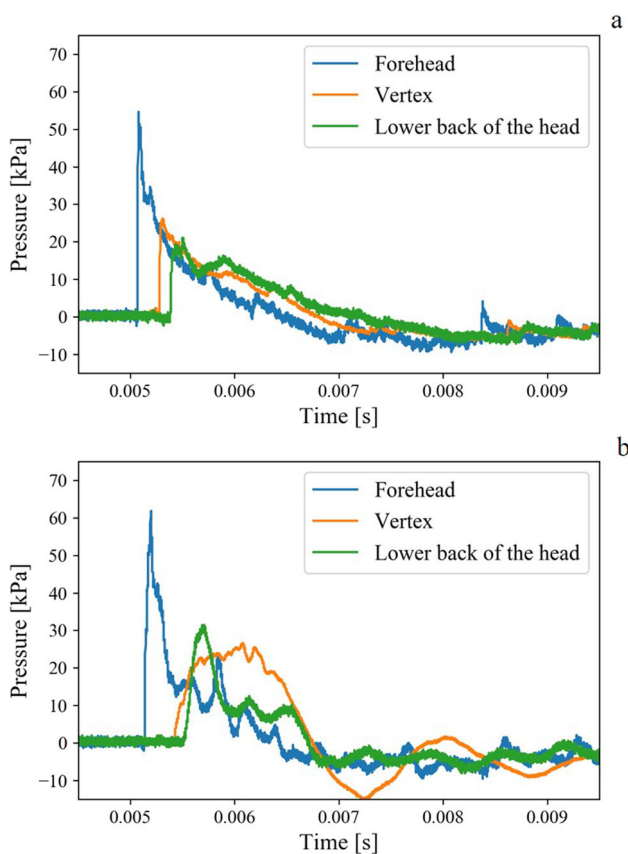 a
70
60
50
40
30
20
10
0
−10
Pressure [kPa]
Forehead
Vertex
Lower back of the head
0.005 0.006 0.007 0.008 0.009
Time [s]
b
70
60
50
40
30
20
10
0
−10
Pressure [kPa]
Forehead
Vertex
Lower back of the head
0.005 0.006 0.007 0.008 0.009
Time [s]